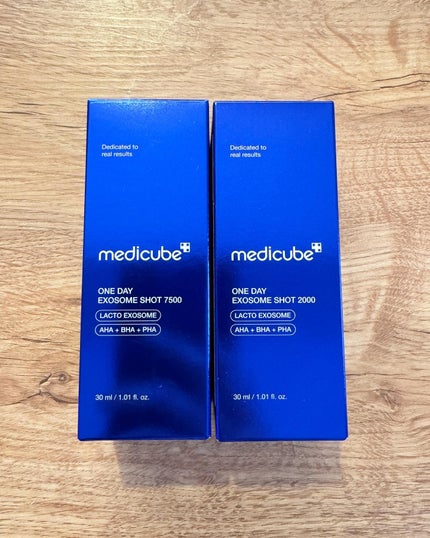 Dedicated to
real results
medicube
ONE DAY
EXOSOME SHOT 7500
LACTO EXOSOME
AHA + BHA + PHA
30 ml / 1.01 fl. oz.
Dedicated to
real results
medicube
ONE DAY
EXOSOME SHOT 2000
LACTO EXOSOME
AHA + BHA + PHA
30 ml / 1.01 fl. oz.